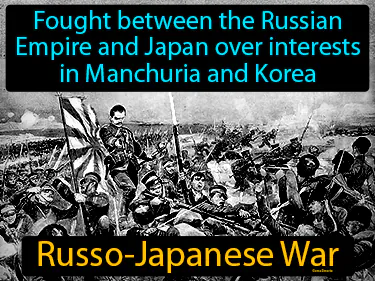 Fought between the Russian
Empire and Japan over interests
in Manchuria and Korea
Russo-Japanese War